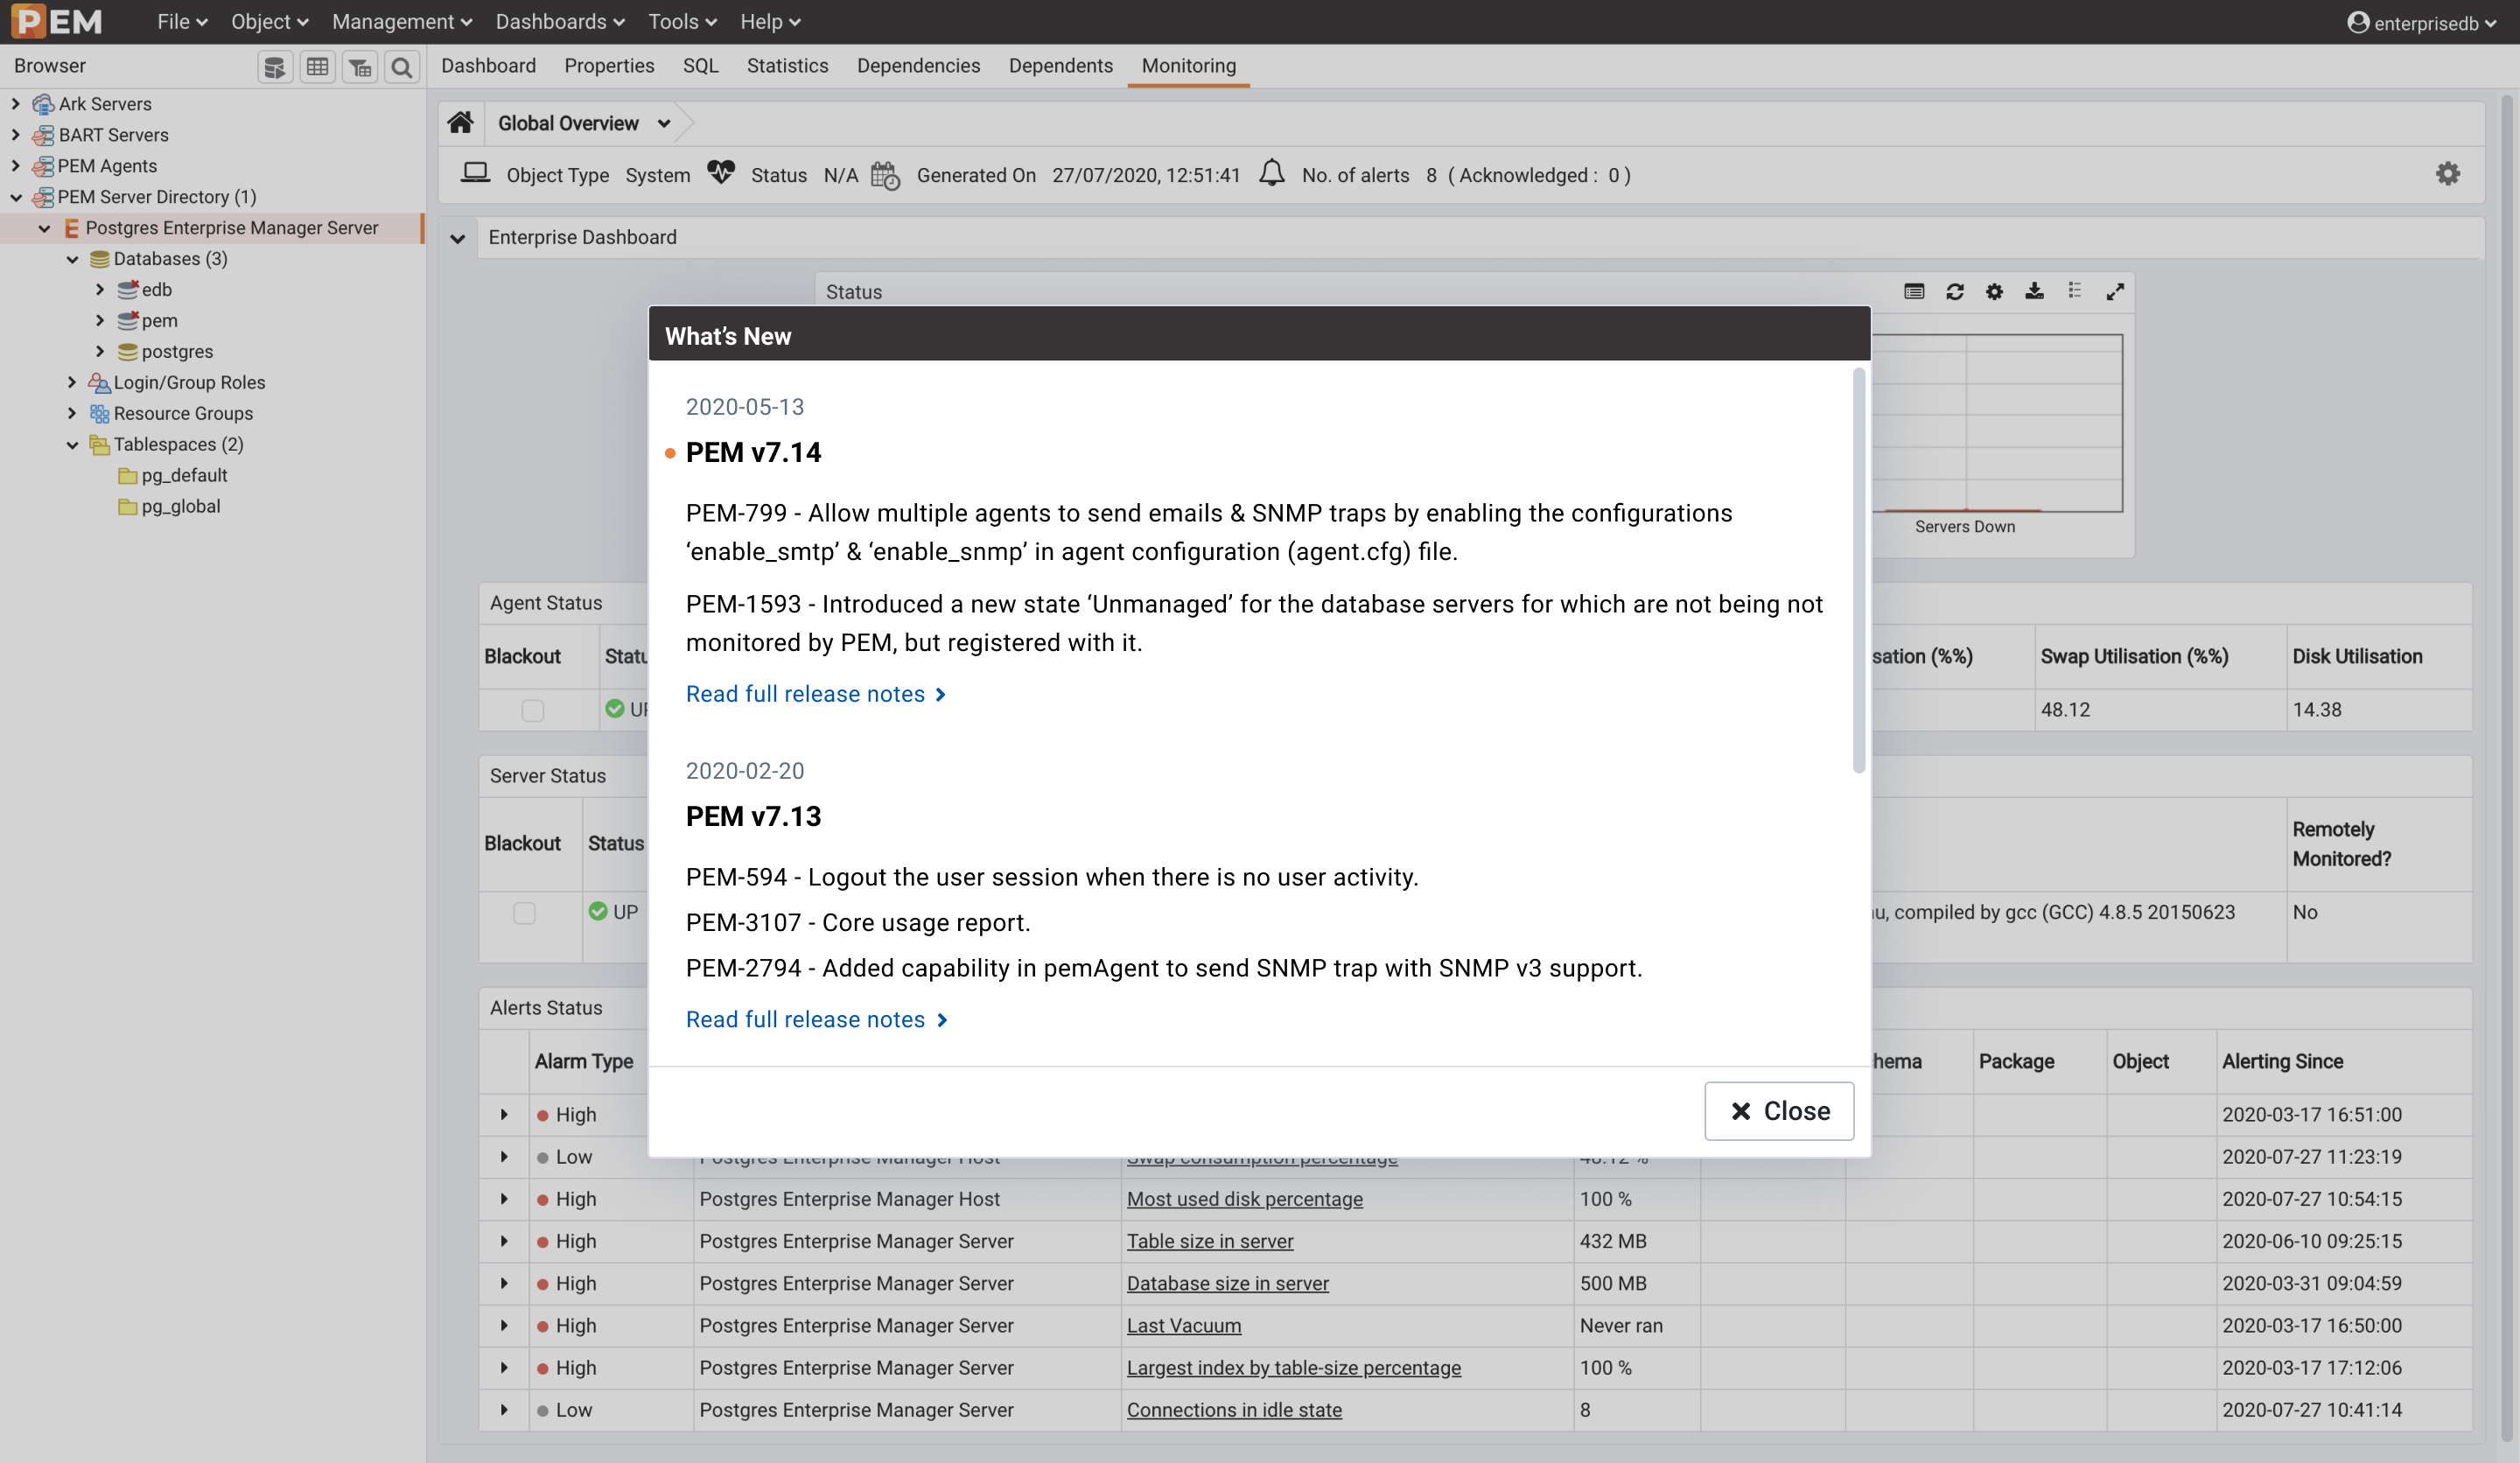 PEM File Object Management Dashboards Tools Help enterprisedb
Browser
Dashboard Properties SQL Statistics Dependencies Dependents Monitoring
Ark Servers
BART Servers
PEM Agents
PEM Server Directory (1)
Postgres Enterprise Manager Server
Databases (3)
edb
pem
postgres
Login/Group Roles
Resource Groups
Tablespaces (2)
pg_default
pg_global
Global Overview
Object Type System Status N/A Generated On 27/07/2020, 12:51:41 No. of alerts 8 ( Acknowledged : 0 )
Enterprise Dashboard
Status
Servers Down
What’s New
2020-05-13
PEM v7.14
PEM-799 - Allow multiple agents to send emails & SNMP traps by enabling the configurations
‘enable_smtp’ & ‘enable_snmp’ in agent configuration (agent.cfg) file.
PEM-1593 - Introduced a new state ‘Unmanaged’ for the database servers for which are not being not
monitored by PEM, but registered with it.
Read full release notes
2020-02-20
PEM v7.13
PEM-594 - Logout the user session when there is no user activity.
PEM-3107 - Core usage report.
PEM-2794 - Added capability in pemAgent to send SNMP trap with SNMP v3 support.
Read full release notes
Close
Agent Status
Blackout Swap Utilisation (%%) Disk Utilisation
48.12 14.38
Server Status
Blackout Status Remotely
Monitored?
UP compiled by gcc (GCC) 4.8.5 20150623 No
Alerts Status
Alarm Type Package Object Alerting Since
High 2020-03-17 16:51:00
Low Postgres Enterprise Manager Host Swap consumption percentage 48.12 % 2020-07-27 11:23:19
High Postgres Enterprise Manager Host Most used disk percentage 100 % 2020-07-27 10:54:15
High Postgres Enterprise Manager Server Table size in server 432 MB 2020-06-10 09:25:15
High Postgres Enterprise Manager Server Database size in server 500 MB 2020-03-31 09:04:59
High Postgres Enterprise Manager Server Last Vacuum Never ran 2020-03-17 16:50:00
High Postgres Enterprise Manager Server Largest index by table-size percentage 100 % 2020-03-17 17:12:06
Low Postgres Enterprise Manager Server Connections in idle state 8 2020-07-27 10:41:14